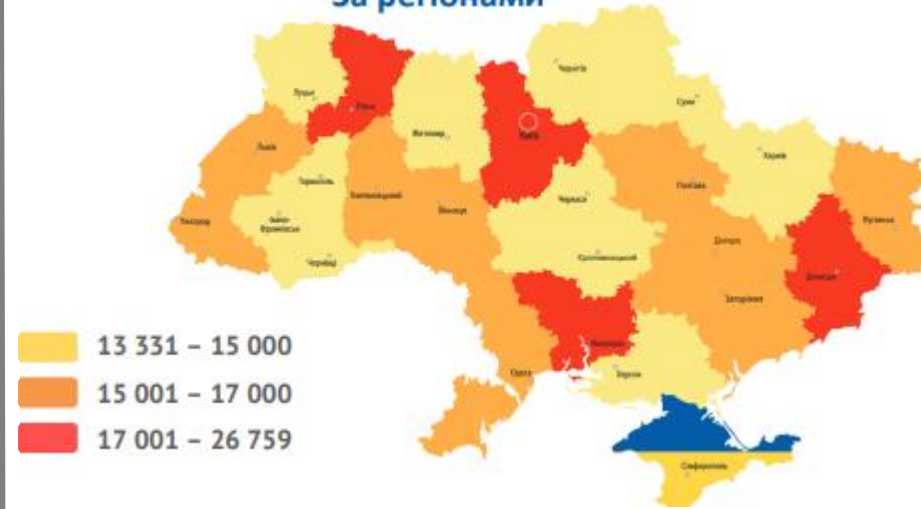 За регіонами
Чернігів
Луцьк
Рівне
Суми
Житомир
Київ
Львів
Харків
Тернопіль
Хмельницький
Полтава
Вінниця
Черкаси
Ужгород
Івано-
Франківськ
Луганськ
Дніпро
Чернівці
Кропивницький
Донецьк
Запоріжжя
Миколаїв
Одеса
Херсон
Сімферополь
13 331 – 15 000
15 001 – 17 000
17 001 – 26 759